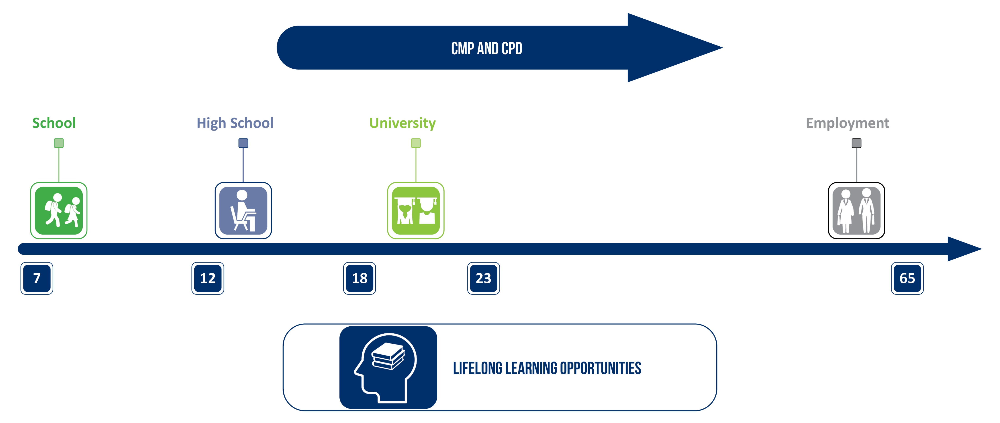 CMP AND CPD
School
High School
University
Employment
7
12
18
23
65
LIFELONG LEARNING OPPORTUNITIES